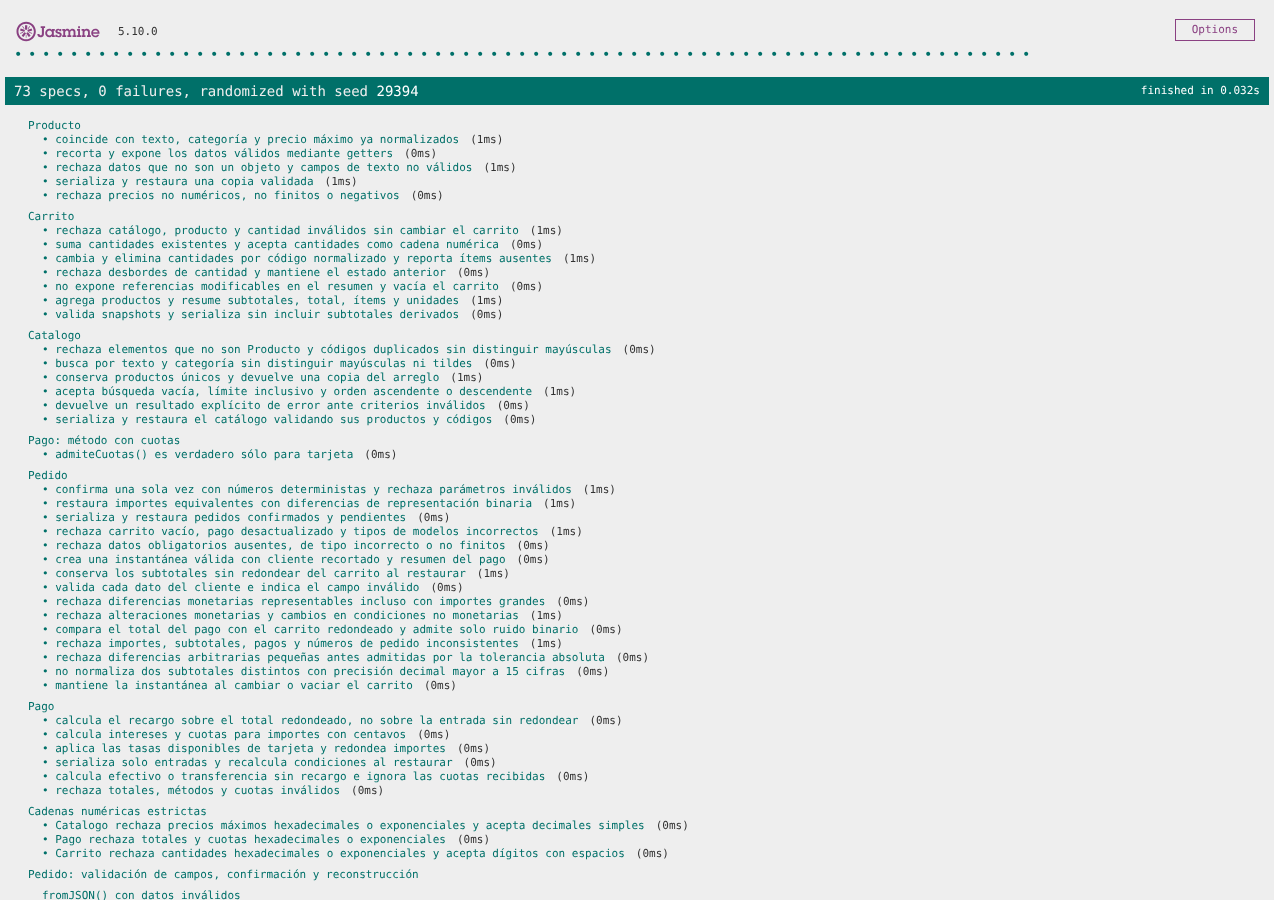 Jasmine 5.10.0 Options
73 specs, 0 failures, randomized with seed 29394 finished in 0.032s
Producto
• coincide con texto, categoría y precio máximo ya normalizados (1ms)
• recorta y expone los datos válidos mediante getters (0ms)
• rechaza datos que no son un objeto y campos de texto no válidos (1ms)
• serializa y restaura una copia validada (1ms)
• rechaza precios no numéricos, no finitos o negativos (0ms)
Carrito
• rechaza catálogo, producto y cantidad inválidos sin cambiar el carrito (1ms)
• suma cantidades existentes y acepta cantidades como cadena numérica (0ms)
• cambia y elimina cantidades por código normalizado y reporta ítems ausentes (1ms)
• rechaza desbordes de cantidad y mantiene el estado anterior (0ms)
• no expone referencias modificables en el resumen y vacía el carrito (0ms)
• agrega productos y resume subtotales, total, ítems y unidades (1ms)
• valida snapshots y serializa sin incluir subtotales derivados (0ms)
Catalogo
• rechaza elementos que no son Producto y códigos duplicados sin distinguir mayúsculas (0ms)
• busca por texto y categoría sin distinguir mayúsculas ni tildes (0ms)
• conserva productos únicos y devuelve una copia del arreglo (1ms)
• acepta búsqueda vacía, límite inclusivo y orden ascendente o descendente (1ms)
• devuelve un resultado explícito de error ante criterios inválidos (0ms)
• serializa y restaura el catálogo validando sus productos y códigos (0ms)
Pago: método con cuotas
• admiteCuotas() es verdadero sólo para tarjeta (0ms)
Pedido
• confirma una sola vez con números deterministas y rechaza parámetros inválidos (1ms)
• restaura importes equivalentes con diferencias de representación binaria (1ms)
• serializa y restaura pedidos confirmados y pendientes (0ms)
• rechaza carrito vacío, pago desactualizado y tipos de modelos incorrectos (1ms)
• rechaza datos obligatorios ausentes, de tipo incorrecto o no finitos (0ms)
• crea una instantánea válida con cliente recortado y resumen del pago (0ms)
• conserva los subtotales sin redondear del carrito al restaurar (1ms)
• valida cada dato del cliente e indica el campo inválido (0ms)
• rechaza diferencias monetarias representables incluso con importes grandes (0ms)
• rechaza alteraciones monetarias y cambios en condiciones no monetarias (1ms)
• compara el total del pago con el carrito redondeado y admite solo ruido binario (0ms)
• rechaza importes, subtotales, pagos y números de pedido inconsistentes (1ms)
• rechaza diferencias arbitrarias pequeñas antes admitidas por la tolerancia absoluta (0ms)
• no normaliza dos subtotales distintos con precisión decimal mayor a 15 cifras (0ms)
• mantiene la instantánea al cambiar o vaciar el carrito (0ms)
Pago
• calcula el recargo sobre el total redondeado, no sobre la entrada sin redondear (0ms)
• calcula intereses y cuotas para importes con centavos (0ms)
• aplica las tasas disponibles de tarjeta y redondea importes (0ms)
• serializa solo entradas y recalcula condiciones al restaurar (0ms)
• calcula efectivo o transferencia sin recargo e ignora las cuotas recibidas (0ms)
• rechaza totales, métodos y cuotas inválidos (0ms)
Cadenas numéricas estrictas
• Catalogo rechaza precios máximos hexadecimales o exponenciales y acepta decimales simples (0ms)
• Pago rechaza totales y cuotas hexadecimales o exponenciales (0ms)
• Carrito rechaza cantidades hexadecimales o exponenciales y acepta dígitos con espacios (0ms)
Pedido: validación de campos, confirmación y reconstrucción
fromJSON() con datos inválidos